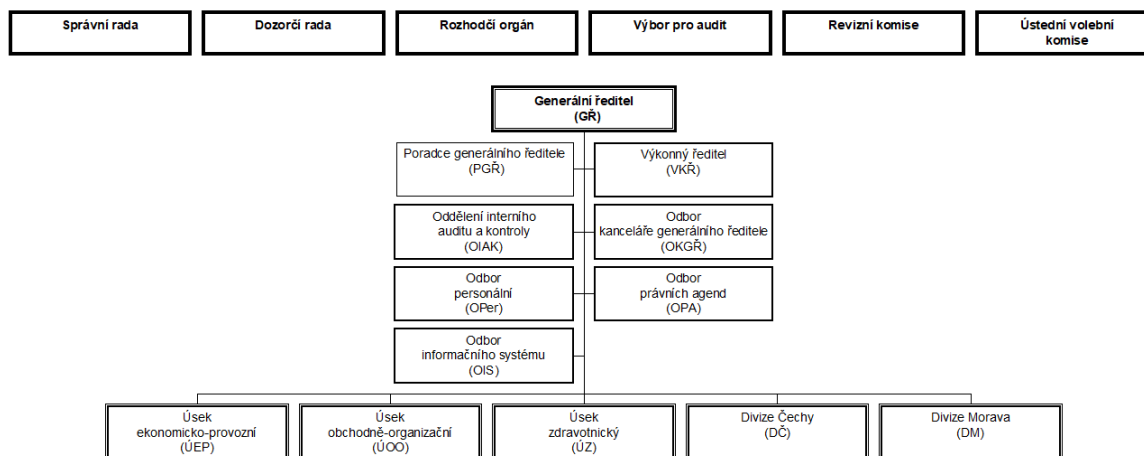 Správní rada
Dozorčí rada
Rozhodčí orgán
Výbor pro audit
Revizní komise
Ústední volební
komise
Generální ředitel
(GŘ)
Poradce generálního ředitele
(PGŘ)
Výkonný ředitel
(VKŘ)
Oddělení interního
auditu a kontroly
(OIAK)
Odbor
kanceláře generálního ředitele
(OKGŘ)
Odbor
personální
(OPer)
Odbor
právních agend
(OPA)
Odbor
informačního systému
(OIS)
Úsek
ekonomicko-provozní
(ÚEP)
Úsek
obchodně-organizační
(ÚOO)
Úsek
zdravotnický
(ÚZ)
Divize Čechy
(DČ)
Divize Morava
(DM)